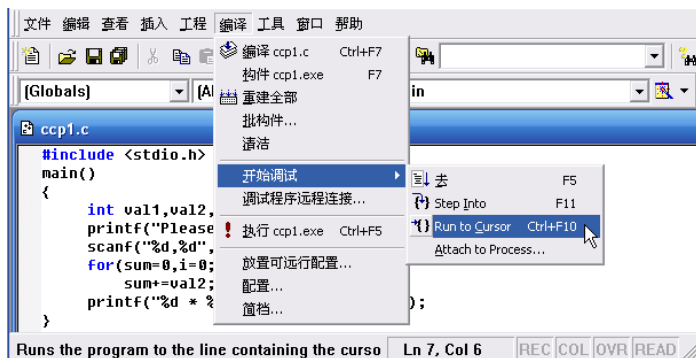 文件 编辑 查看 插入 工程 编译 工具 窗口 帮助
编译 ccp1.c Ctrl+F7
构件 ccp1.exe F7
重建全部
批构件...
清洁
开始调试
调试程序远程连接...
执行 ccp1.exe Ctrl+F5
放置可远行配置...
配置...
简档...
去 F5
Step Into F11
Run to Cursor Ctrl+F10
Attach to Process...
(Globals) in
ccp1.c
#include <stdio.h>
main()
{
int val1,val2,
printf("Please
scanf("%d,%d",
for(sum=0,i=0;
sum+=val2;
printf("%d * );
}
Runs the program to the line containing the curso Ln 7, Col 6 REC COL OVR READ